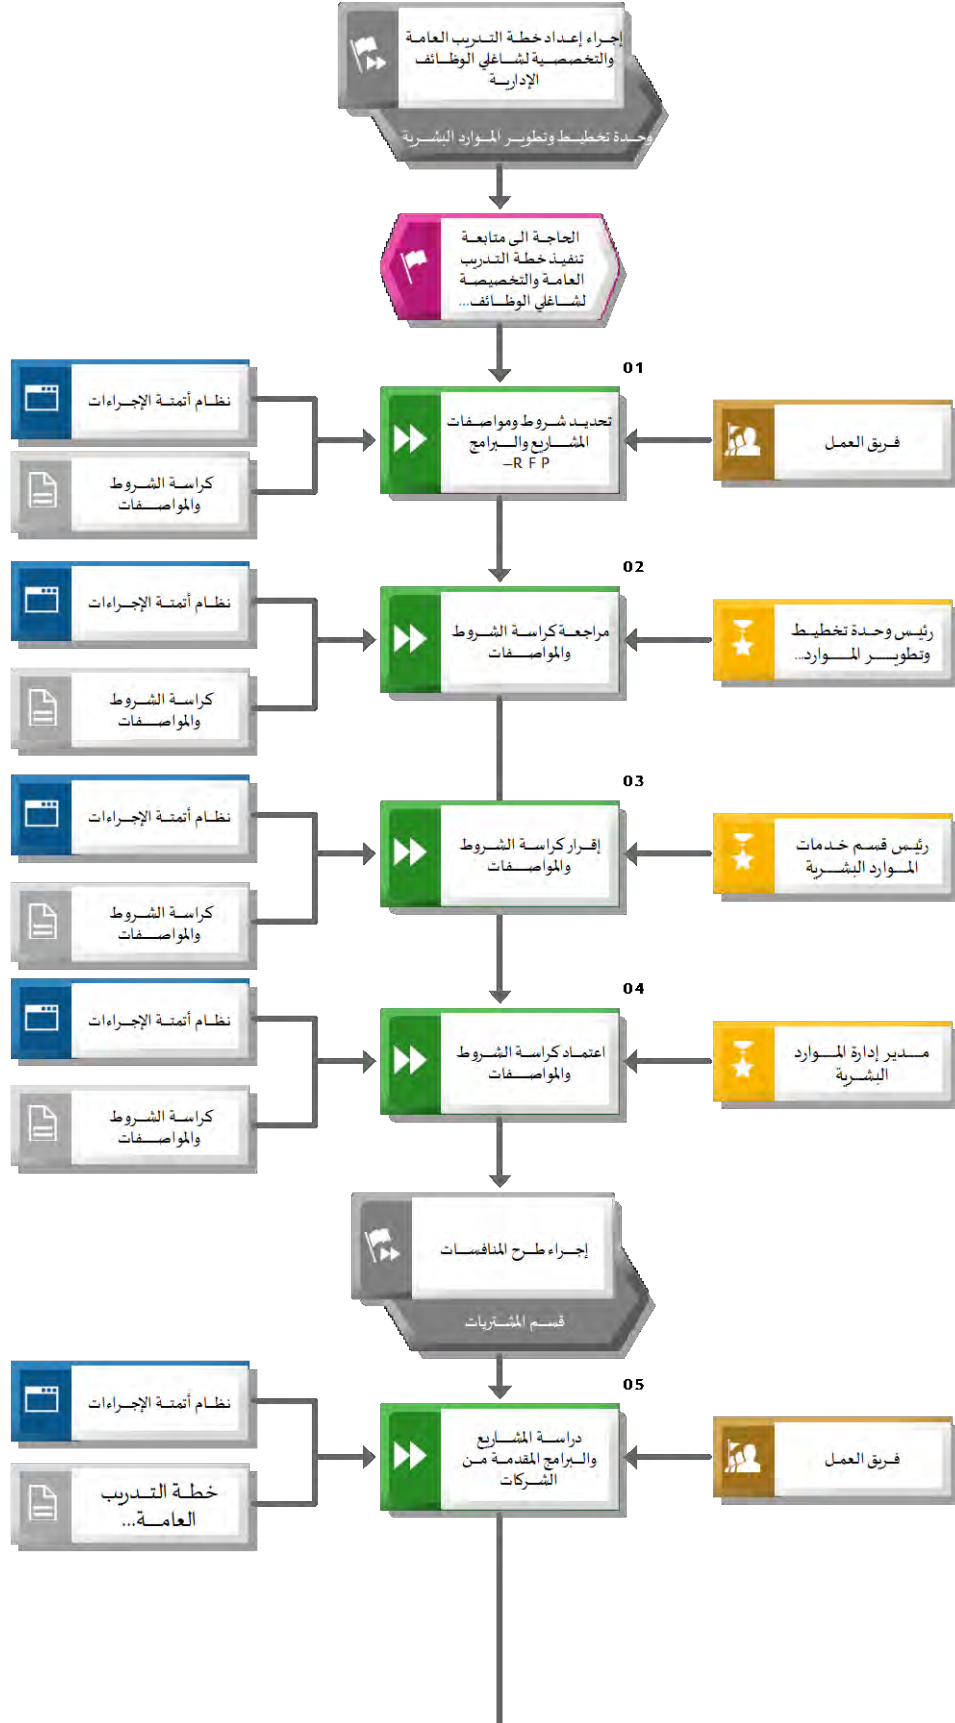 إجراء إعداد خطة التدريب العامة
والتخصصية لشاغلي الوظائف
الإدارية
وحدة تخطيط وتطوير الموارد البشرية
الحاجة الى متابعة
تنفيذ خطة التدريب
العامة والتخصيصة
لشاغلي الوظائف...
01
تحديد شروط ومواصفات
المشاريع والبرامج
–RFP
فريق العمل
نظام أتمتة الإجراءات
كراسة الشروط
والمواصفات
02
مراجعة كراسة الشروط
والمواصفات
رئيس وحدة تخطيط
وتطوير الموارد...
نظام أتمتة الإجراءات
كراسة الشروط
والمواصفات
03
إقرار كراسة الشروط
والمواصفات
رئيس قسم خدمات
الموارد البشرية
نظام أتمتة الإجراءات
كراسة الشروط
والمواصفات
04
اعتماد كراسة الشروط
والمواصفات
مدير إدارة الموارد
البشرية
نظام أتمتة الإجراءات
كراسة الشروط
والمواصفات
إجراء طرح المنافسات
قسم المشتريات
05
دراسة المشاريع
والبرامج المقدمة من
الشركات
فريق العمل
نظام أتمتة الإجراءات
خطة التدريب
العامة...